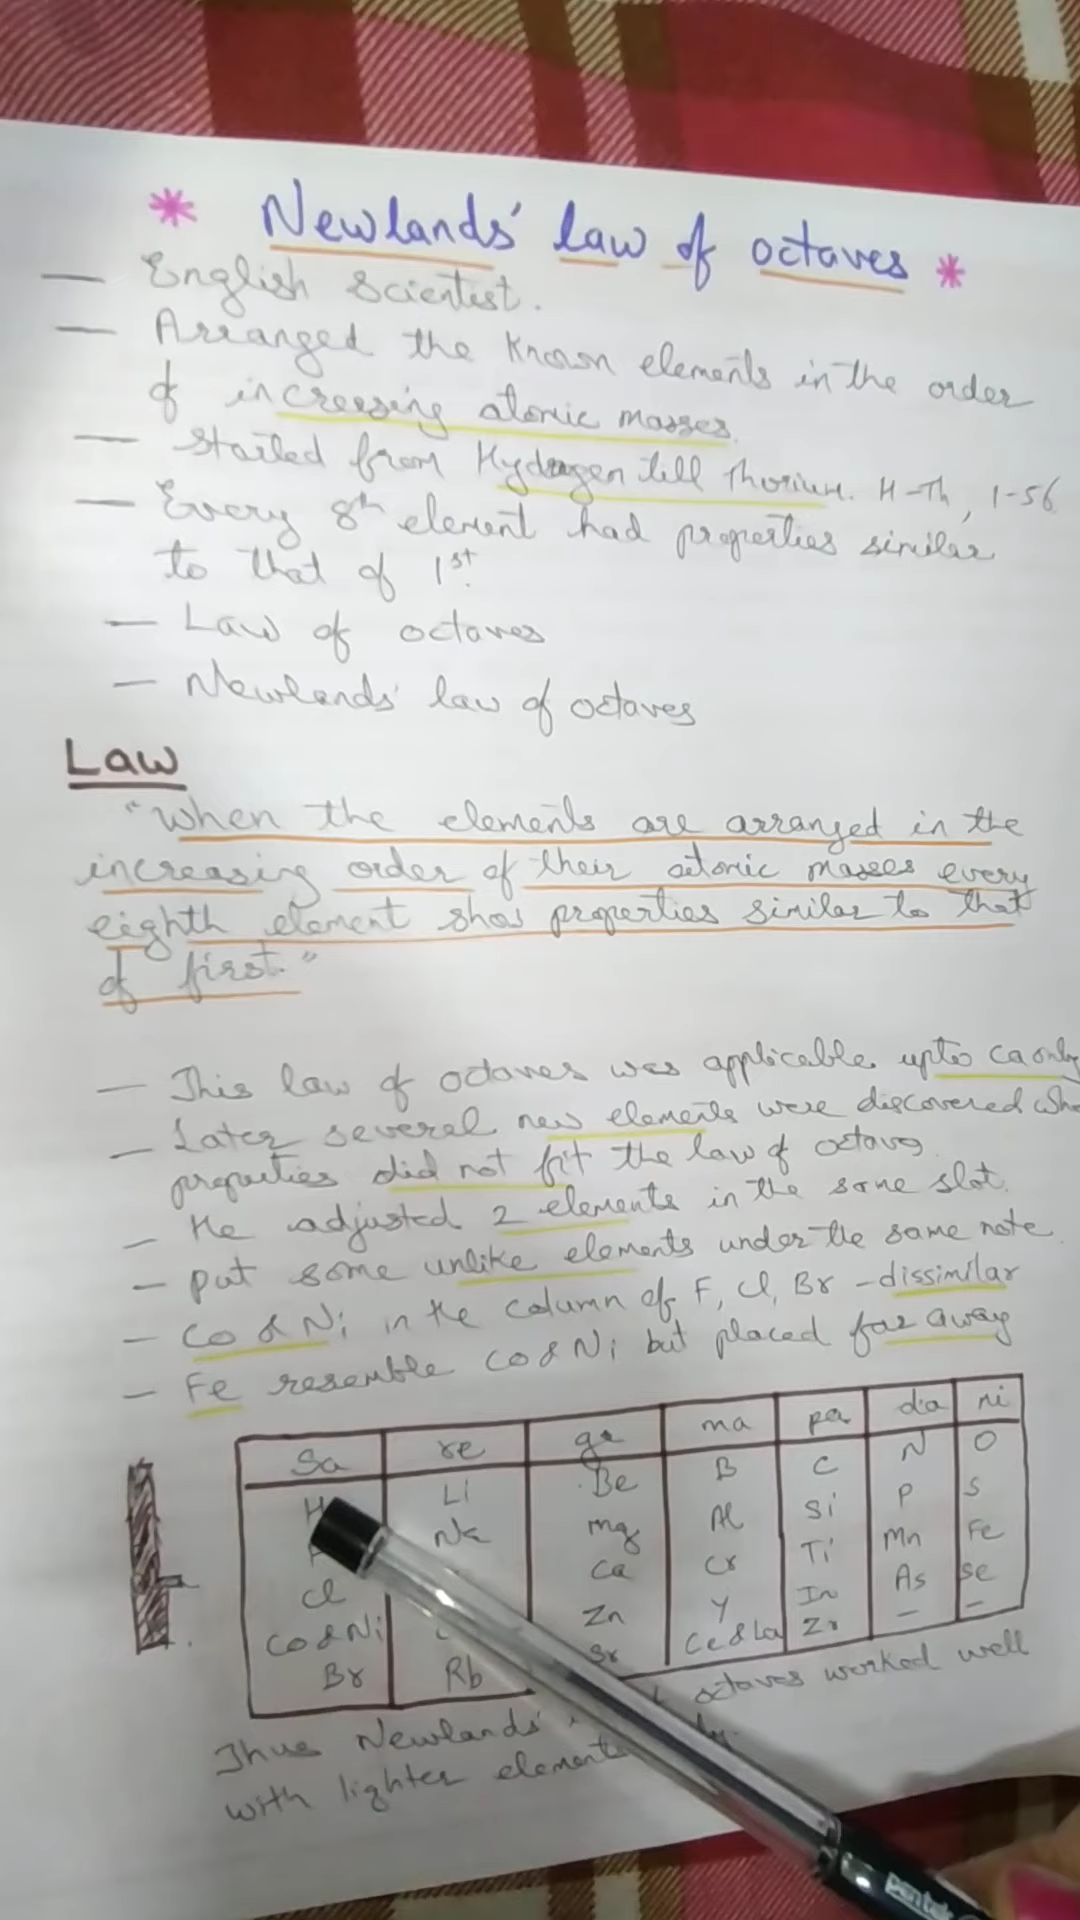 * Newlands' law of octaves *
— English Scientist.
— Arranged the known elements in the order
of increasing atomic masses.
— Started from Hydrogen till Thorium. H-Th, 1-56
— Every 8th element had properties similar
to that of 1st.
— Law of octaves
— Newlands' law of octaves
Law
"When the elements are arranged in the
increasing order of their atomic masses every
eighth element show properties similar to that
of first."
— This law of octaves was applicable upto Ca only
— Later several new elements were discovered who
properties did not fit the law of octave
— He adjusted 2 elements in the same slot.
— put some unlike elements under the same note.
— Co & Ni in the column of F, Cl, Br - dissimilar
— Fe resemble Co & Ni but placed far away
Sa re ga ma pa da ni
H Li Be B C N O
Na Mg Al Si P S
Cl Ca Cr Ti Mn Fe
Co & Ni Zn Y In As Se
Br Rb Sr Ce & La Zr — —
Thus Newlands' octaves worked well
with lighter elements
pentel